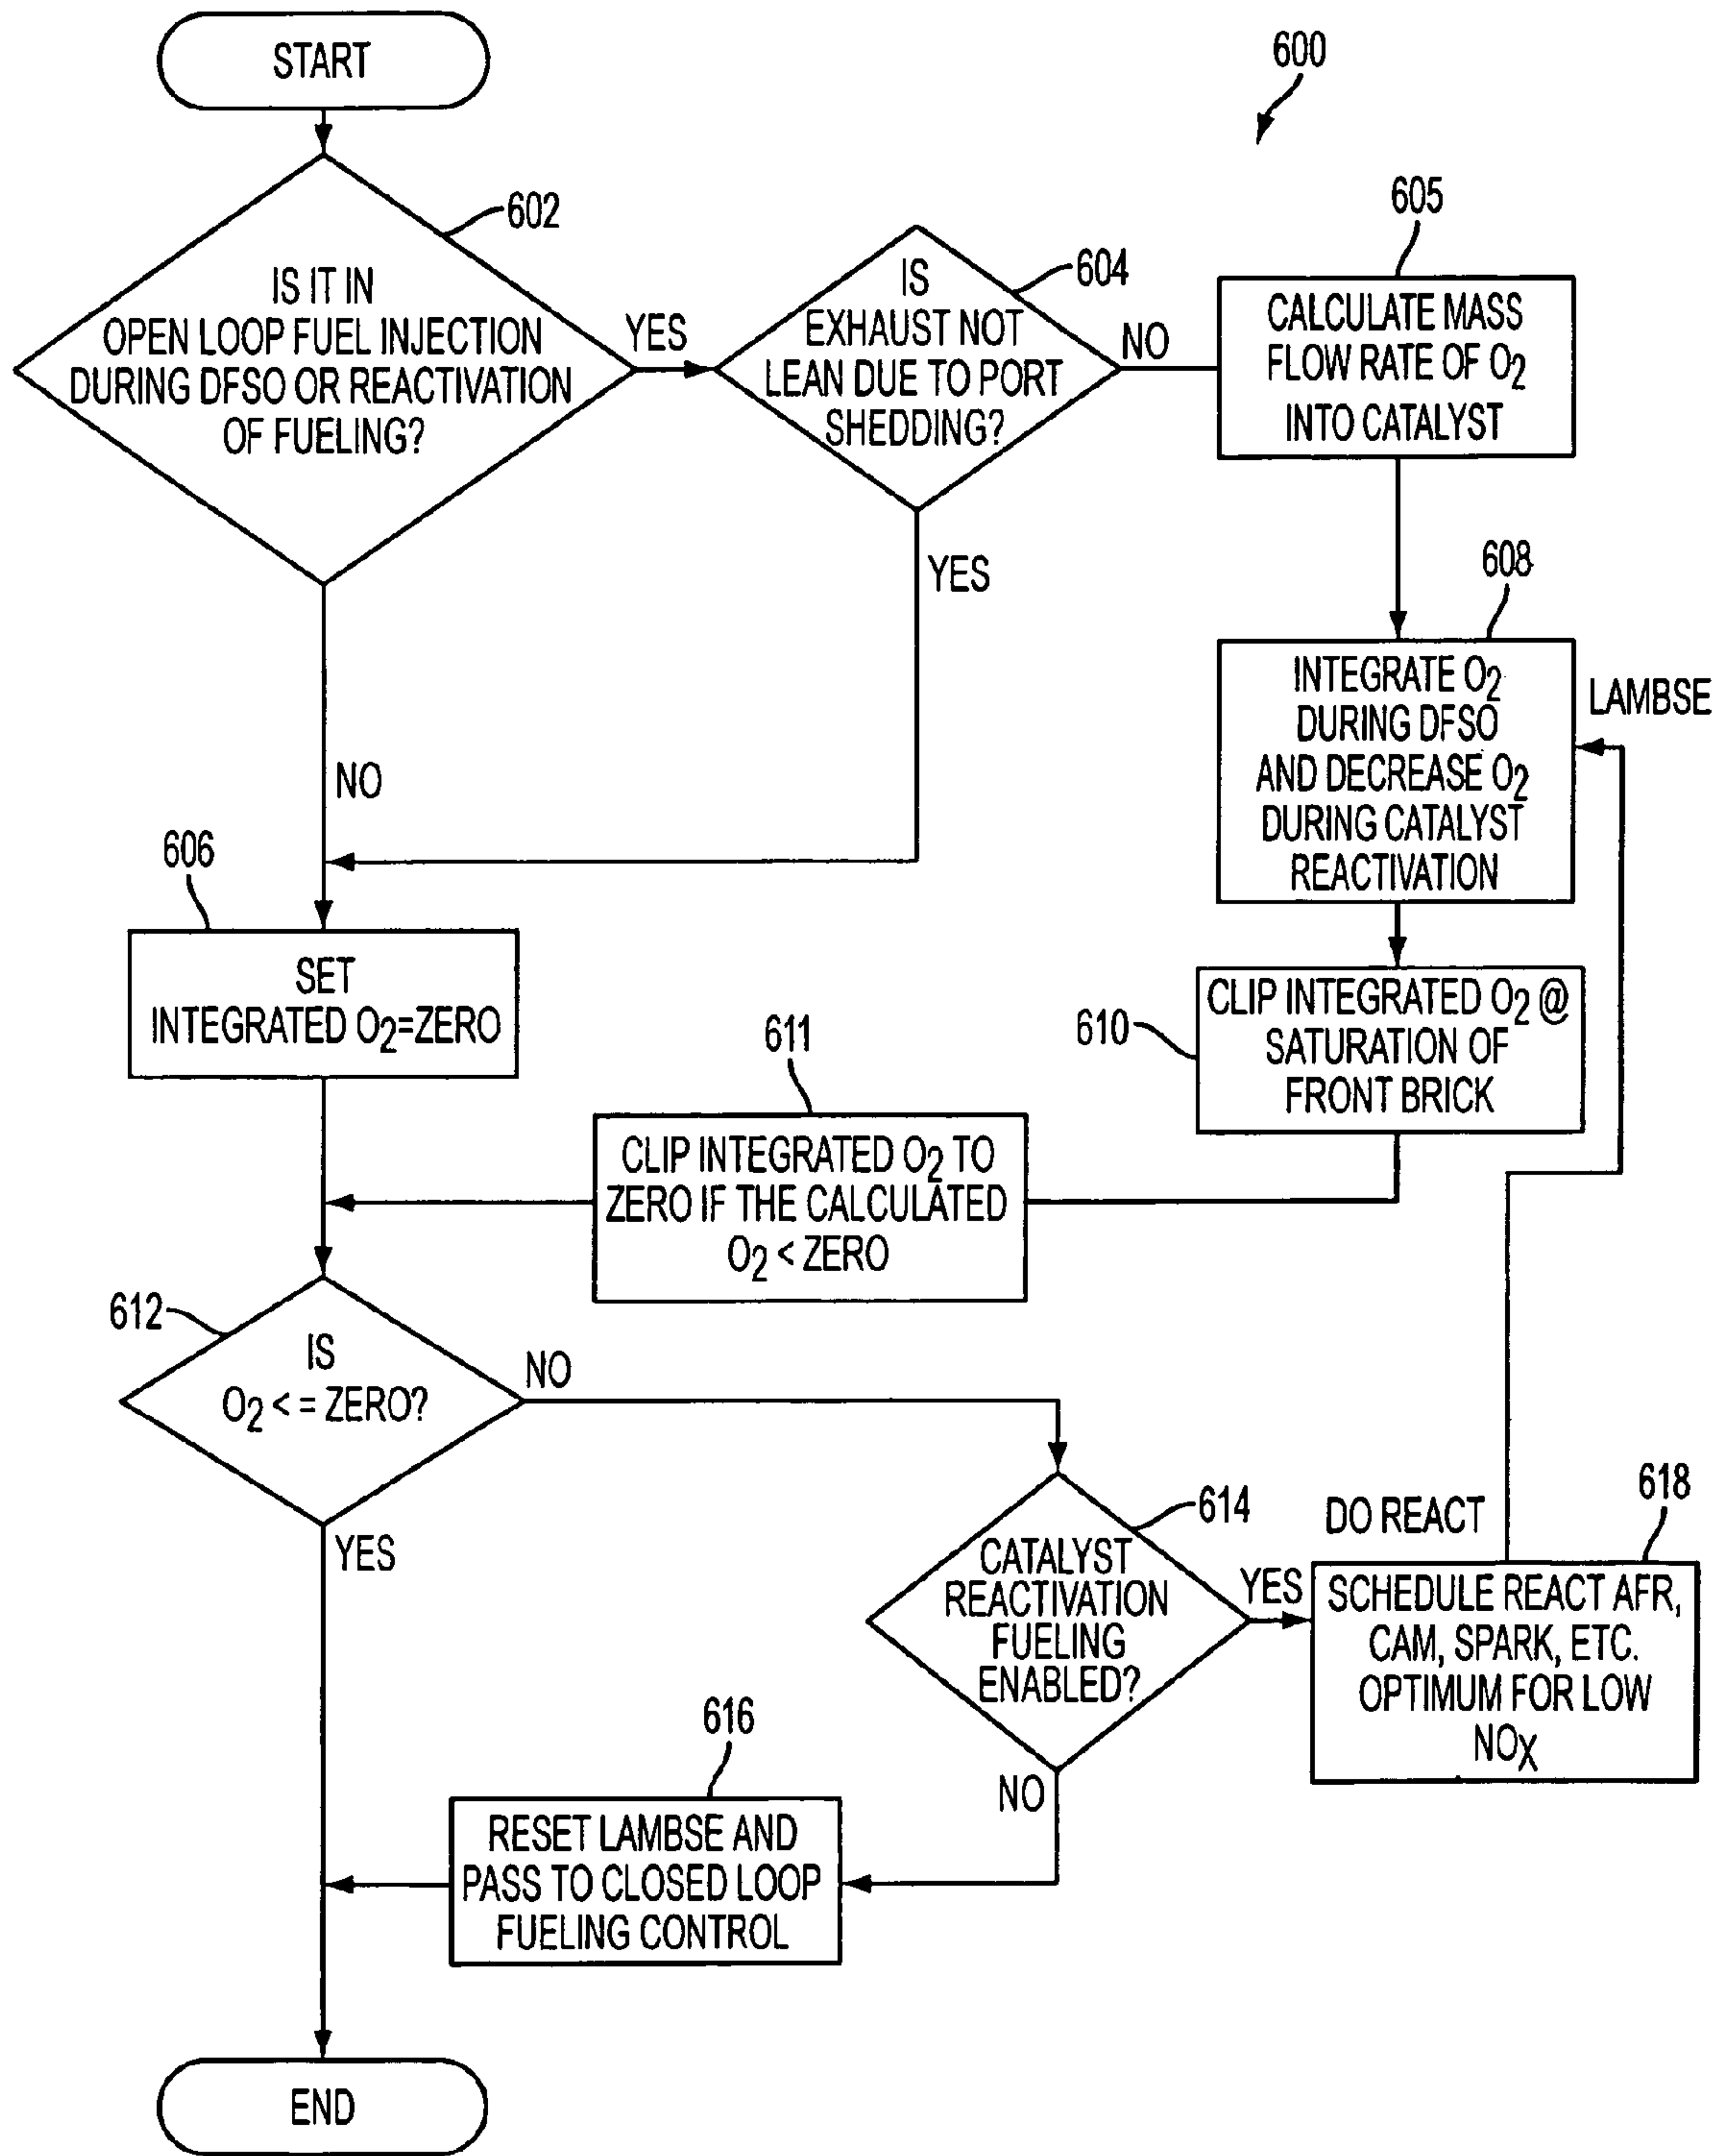 START
600
602
IS IT IN
OPEN LOOP FUEL INJECTION
DURING DFSO OR REACTIVATION
OF FUELING?
YES
604
IS
EXHAUST NOT
LEAN DUE TO PORT
SHEDDING?
NO
605
CALCULATE MASS
FLOW RATE OF O2
INTO CATALYST
YES
608
INTEGRATE O2
DURING DFSO
AND DECREASE O2
DURING CATALYST
REACTIVATION
LAMBSE
NO
606
SET
INTEGRATED O2=ZERO
610
CLIP INTEGRATED O2 @
SATURATION OF
FRONT BRICK
611
CLIP INTEGRATED O2 TO
ZERO IF THE CALCULATED
O2 < ZERO
612
IS
O2 < = ZERO?
NO
YES
614
CATALYST
REACTIVATION
FUELING
ENABLED?
YES
DO REACT
618
SCHEDULE REACT AFR,
CAM, SPARK, ETC.
OPTIMUM FOR LOW
NOX
NO
616
RESET LAMBSE AND
PASS TO CLOSED LOOP
FUELING CONTROL
END